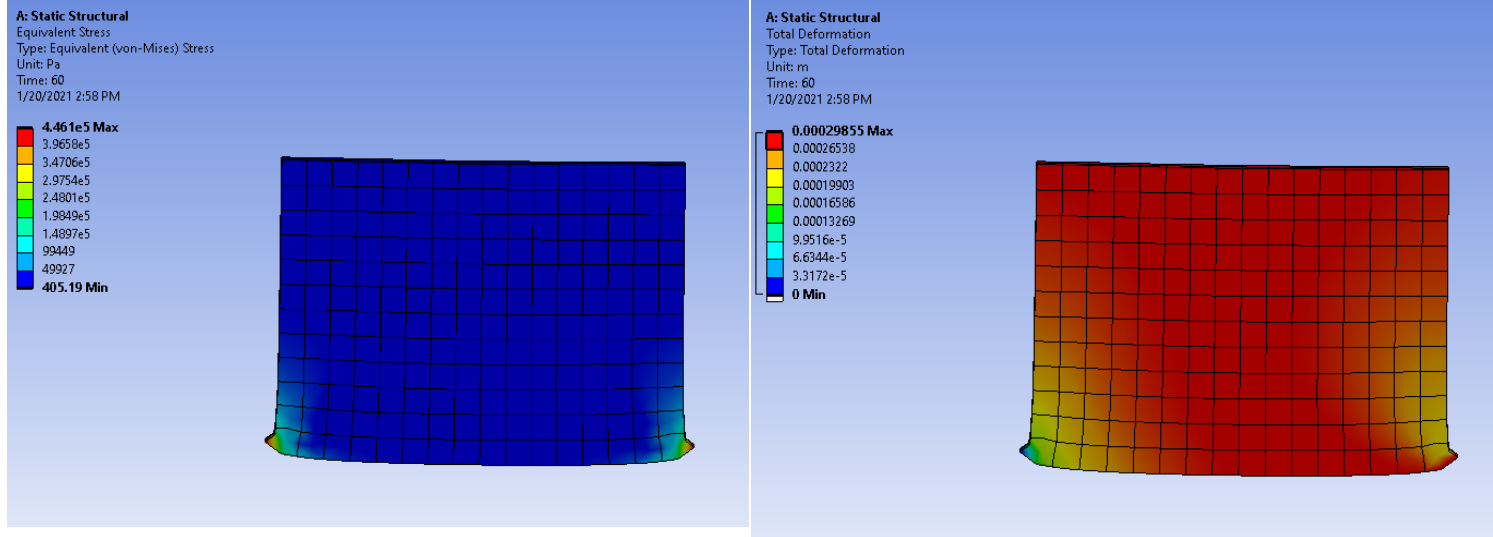 A: Static Structural
Equivalent Stress
Type: Equivalent (von-Mises) Stress
Unit: Pa
Time: 60
1/20/2021 2:58 PM
4.461e5 Max
3.9658e5
3.4706e5
2.9754e5
2.4801e5
1.9849e5
1.4897e5
99449
49927
405.19 Min
A: Static Structural
Total Deformation
Type: Total Deformation
Unit: m
Time: 60
1/20/2021 2:58 PM
0.00029855 Max
0.00026538
0.0002322
0.00019903
0.00016586
0.00013269
9.9516e-5
6.6344e-5
3.3172e-5
0 Min